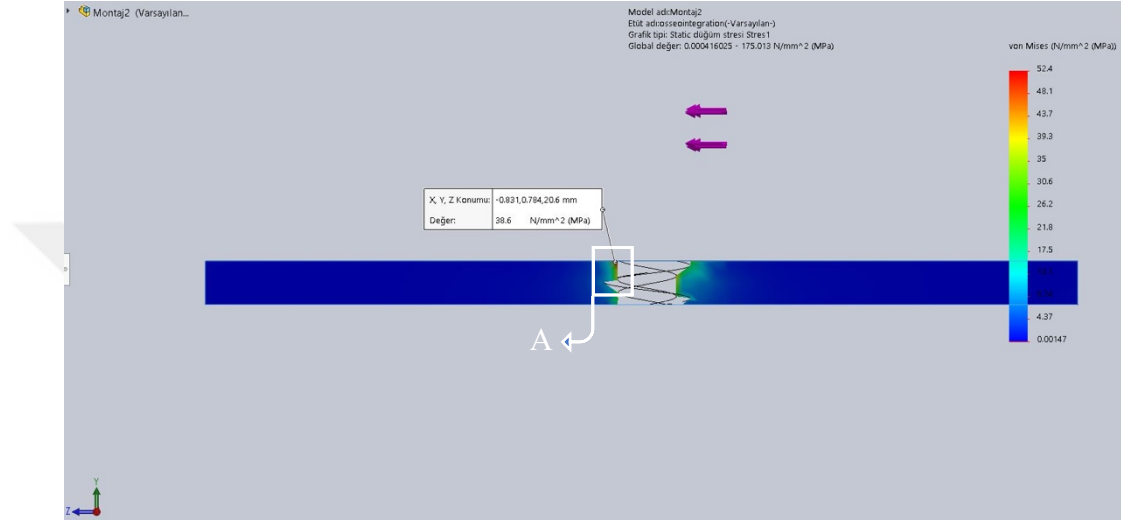 Montaj2 (Varsayılan...
Model adı:Montaj2
Etüt adı:osseointegration(-Varsayılan-)
Grafik tipi: Static düğüm stresi Stres1
Global değer: 0.000416025 - 175.013 N/mm^2 (MPa)
von Mises (N/mm^2 (MPa))
52.4
48.1
43.7
39.3
35
30.6
26.2
21.8
17.5
4.37
0.00147
X, Y, Z Konumu: -0.831,0.784,20.6 mm
Değer: 38.6 N/mm^2 (MPa)
A
Y
Z